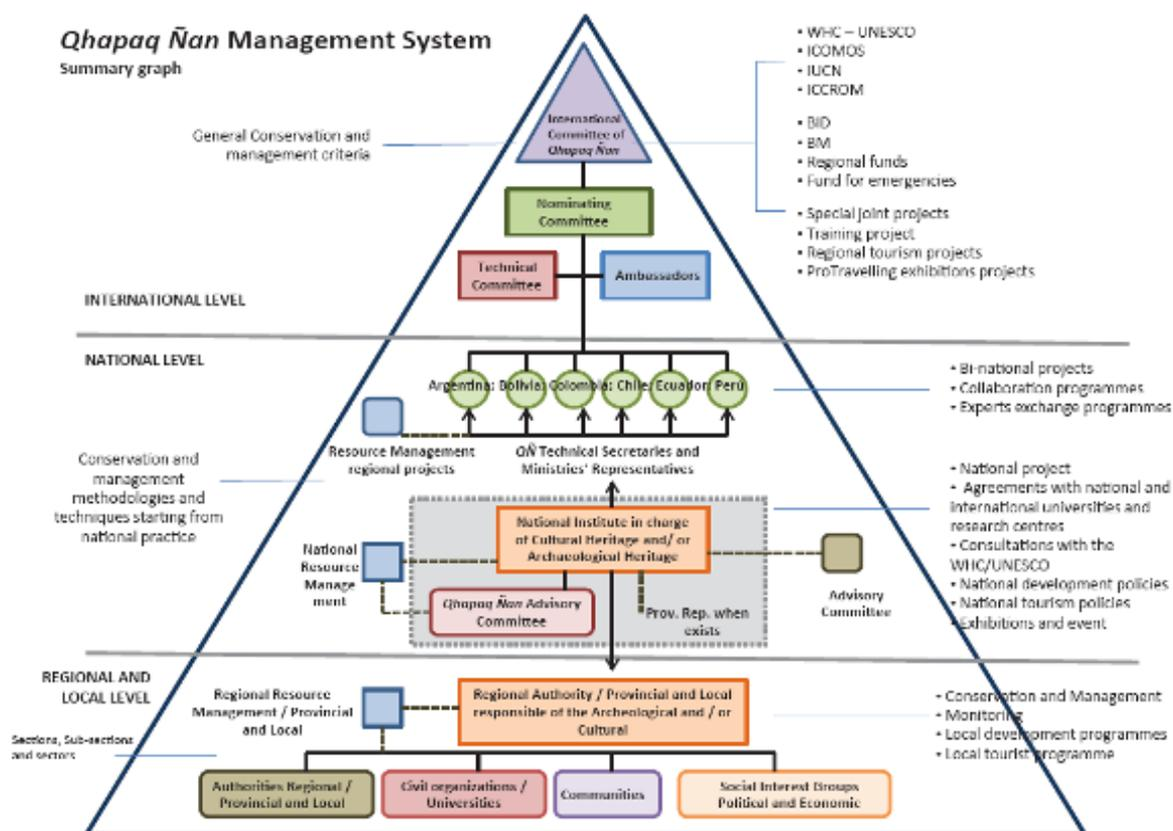 Qhapaq Ñan Management System
Summary graph
• WHC – UNESCO
• ICOMOS
• IUCN
• ICCROM
• BID
• BM
• Regional funds
• Fund for emergencies
• Special joint projects
• Training project
• Regional tourism projects
• ProTravelling exhibitions projects
General Conservation and
management criteria
International
Committee of
Qhapaq Ñan
Nominating
Committee
Technical
Committee
Ambassadors
INTERNATIONAL LEVEL
NATIONAL LEVEL
Argentina; Bolivia; Colombia; Chile; Ecuador; Perú
• Bi-national projects
• Collaboration programmes
• Experts exchange programmes
Resource Management
regional projects
QÑ Technical Secretaries and
Ministries' Representatives
Conservation and
management
methodologies and
techniques starting from
national practice
• National project
• Agreements with national and
international universities and
research centres
• Consultations with the
WHC/UNESCO
• National development policies
• National tourism policies
• Exhibitions and event
National Institute in charge
of Cultural Heritage and/ or
Archaeological Heritage
National
Resource
Manage
ment
Qhapaq Ñan Advisory
Committee
Prov. Rep. when
exists
Advisory
Committee
REGIONAL AND
LOCAL LEVEL
Regional Resource
Management / Provincial
and Local
Regional Authority / Provincial and Local
responsible of the Archeological and / or
Cultural
• Conservation and Management
• Monitoring
• Local development programmes
• Local tourist programme
Sections, Sub-sections
and sectors
Authorities Regional /
Provincial and Local
Civil organizations /
Universities
Communities
Social Interest Groups
Political and Economic